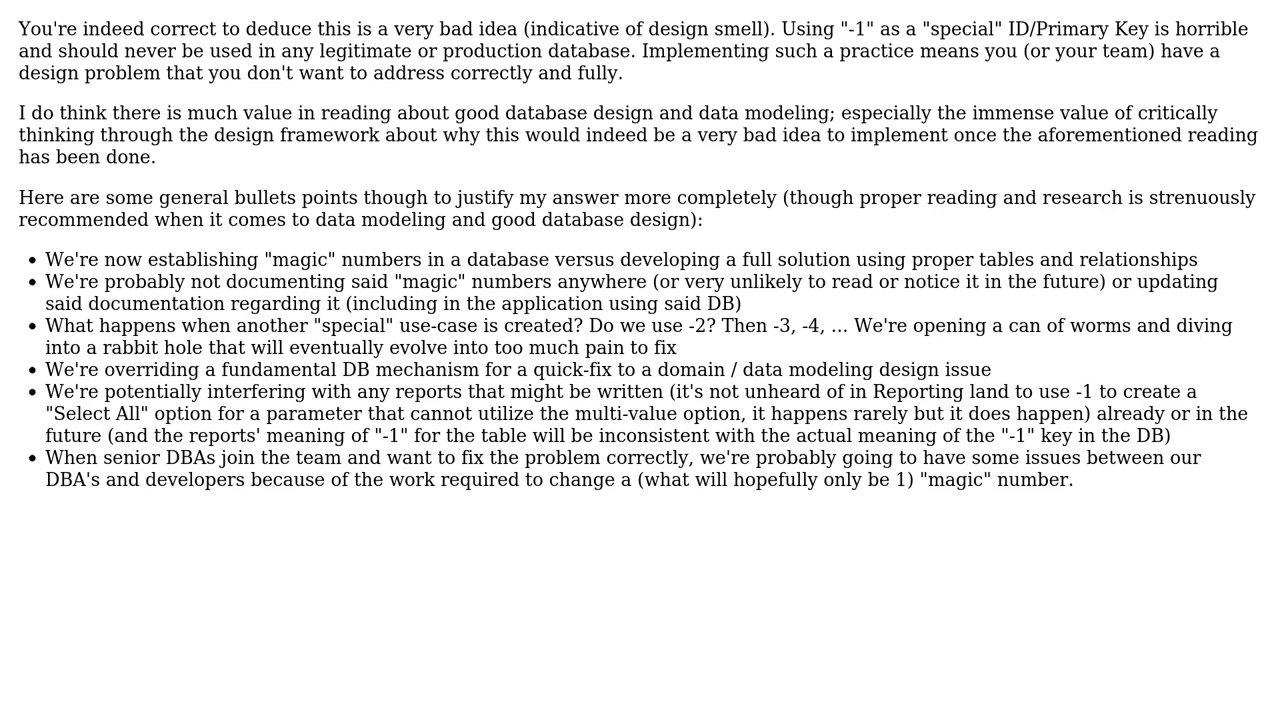 You're indeed correct to deduce this is a very bad idea (indicative of design smell). Using "-1" as a "special" ID/Primary Key is horrible
and should never be used in any legitimate or production database. Implementing such a practice means you (or your team) have a
design problem that you don't want to address correctly and fully.
I do think there is much value in reading about good database design and data modeling; especially the immense value of critically
thinking through the design framework about why this would indeed be a very bad idea to implement once the aforementioned reading
has been done.
Here are some general bullets points though to justify my answer more completely (though proper reading and research is strenuously
recommended when it comes to data modeling and good database design):
• We're now establishing "magic" numbers in a database versus developing a full solution using proper tables and relationships
• We're probably not documenting said "magic" numbers anywhere (or very unlikely to read or notice it in the future) or updating
said documentation regarding it (including in the application using said DB)
• What happens when another "special" use-case is created? Do we use -2? Then -3, -4, ... We're opening a can of worms and diving
into a rabbit hole that will eventually evolve into too much pain to fix
• We're overriding a fundamental DB mechanism for a quick-fix to a domain / data modeling design issue
• We're potentially interfering with any reports that might be written (it's not unheard of in Reporting land to use -1 to create a
"Select All" option for a parameter that cannot utilize the multi-value option, it happens rarely but it does happen) already or in the
future (and the reports' meaning of "-1" for the table will be inconsistent with the actual meaning of the "-1" key in the DB)
• When senior DBAs join the team and want to fix the problem correctly, we're probably going to have some issues between our
DBA's and developers because of the work required to change a (what will hopefully only be 1) "magic" number.